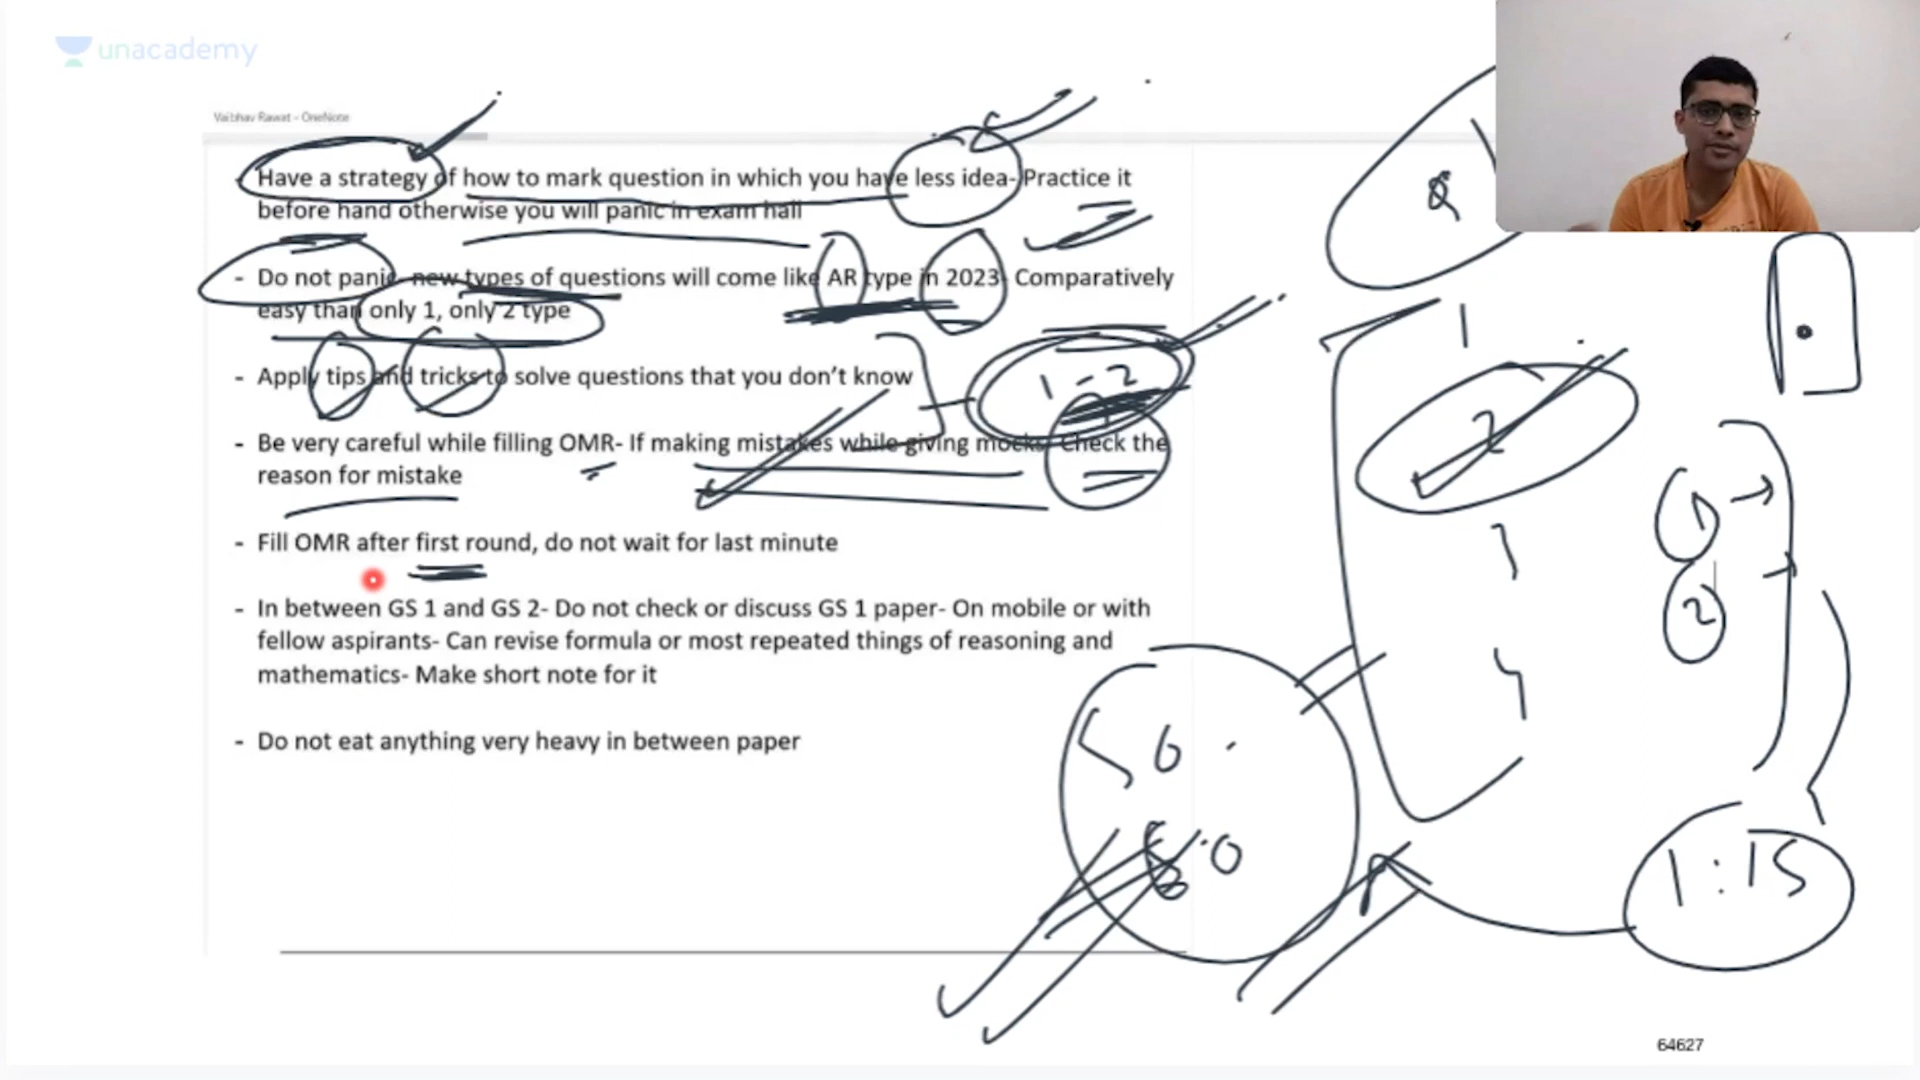 unacademy
Vaibhav Rawat - OneNote
- Have a strategy of how to mark question in which you have less idea- Practice it
before hand otherwise you will panic in exam hall
- Do not panic- new types of questions will come like AR type in 2023- Comparatively
easy than only 1, only 2 type
- Apply tips and tricks to solve questions that you don't know
1-2
- Be very careful while filling OMR- If making mistakes while giving mocks- Check the
reason for mistake
- Fill OMR after first round, do not wait for last minute
- In between GS 1 and GS 2- Do not check or discuss GS 1 paper- On mobile or with
fellow aspirants- Can revise formula or most repeated things of reasoning and
mathematics- Make short note for it
- Do not eat anything very heavy in between paper
1
2
3
4
1
2
50
1:15
64627